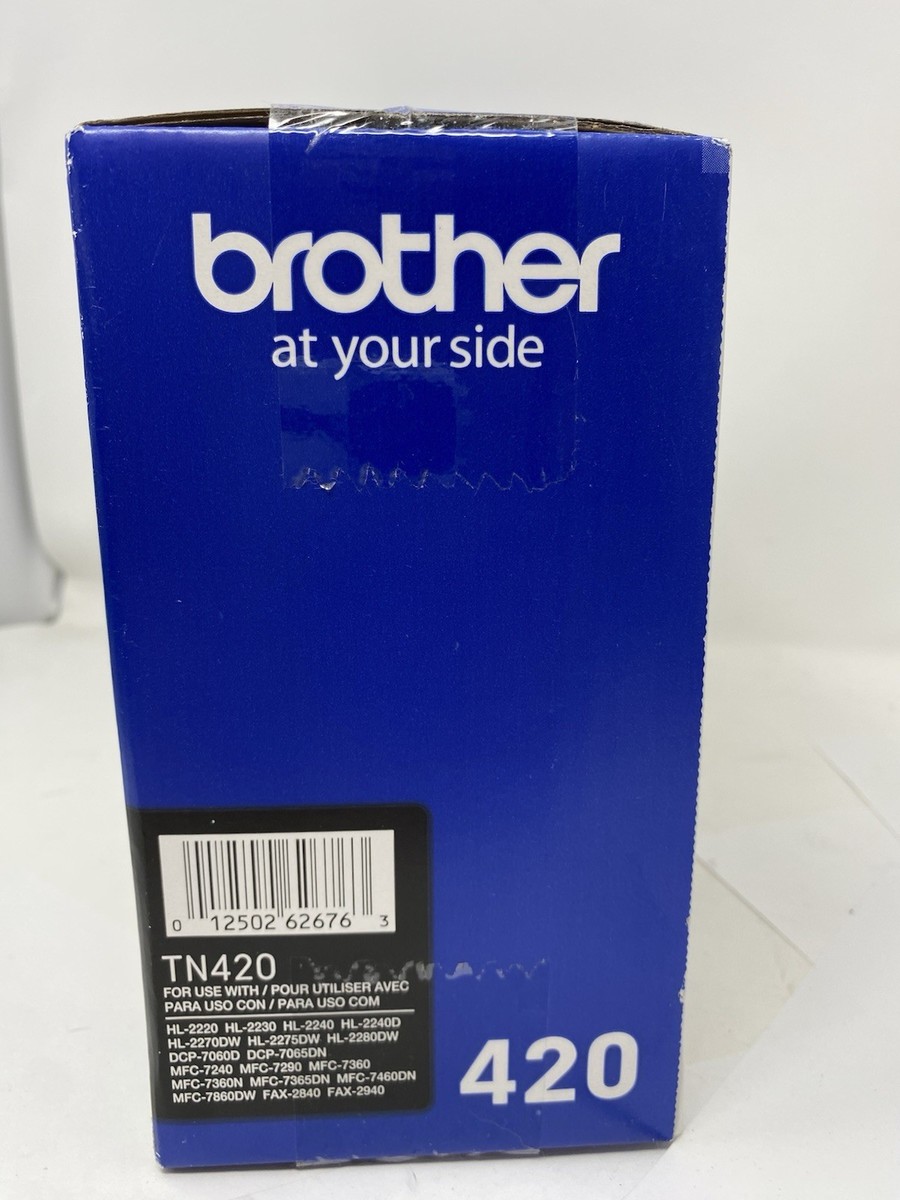 brother
at your side
0 12502 62676 3
TN420
FOR USE WITH / POUR UTILISER AVEC
PARA USO CON / PARA USO COM
HL-2220 HL-2230 HL-2240 HL-2240D
HL-2270DW HL-2275DW HL-2280DW
DCP-7060D DCP-7065DN
MFC-7240 MFC-7290 MFC-7360
MFC-7360N MFC-7365DN MFC-7460DN
MFC-7860DW FAX-2840 FAX-2940
420